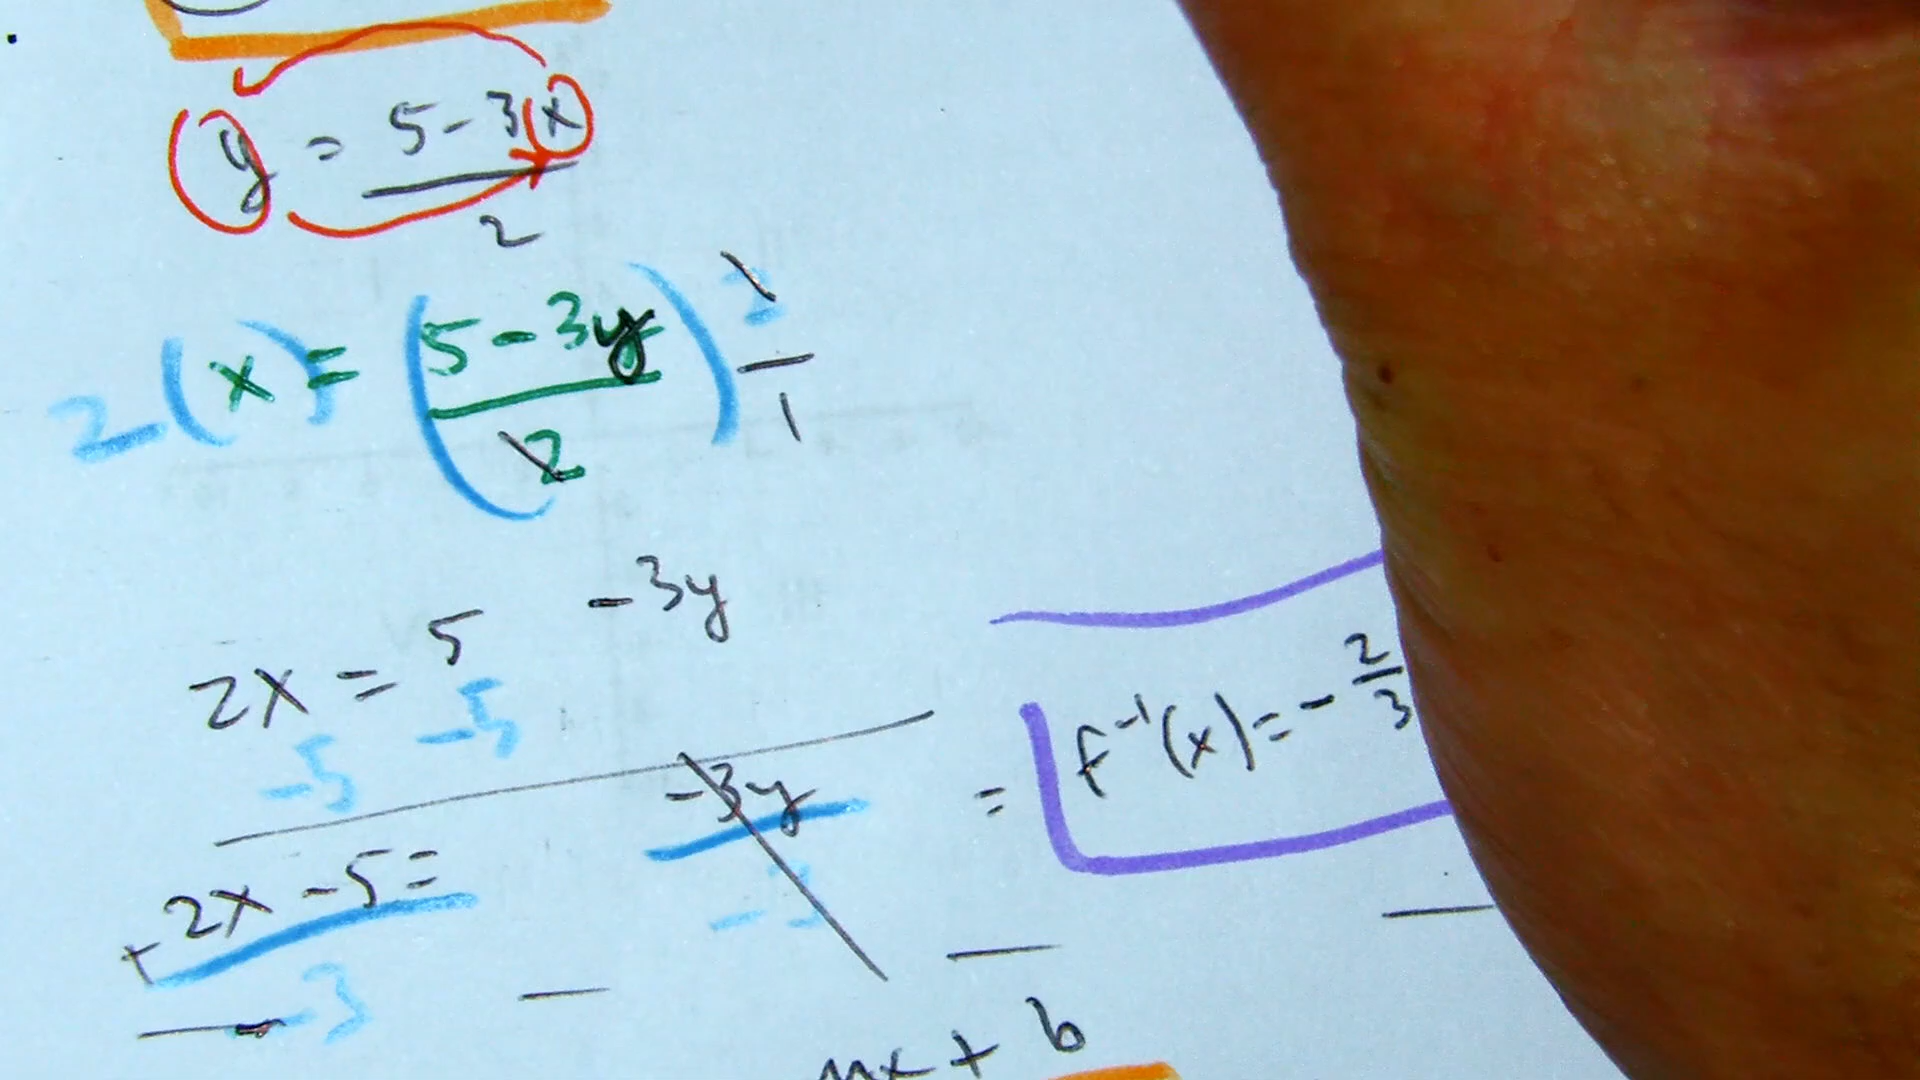 y = 5 - 3x
2
2(x) = (5 - 3y) 2
2 1
2x = 5 - 3y
-5 -5
2x - 5 = -3y
-3 -3
= f⁻¹(x) = - 2/3
mx + b